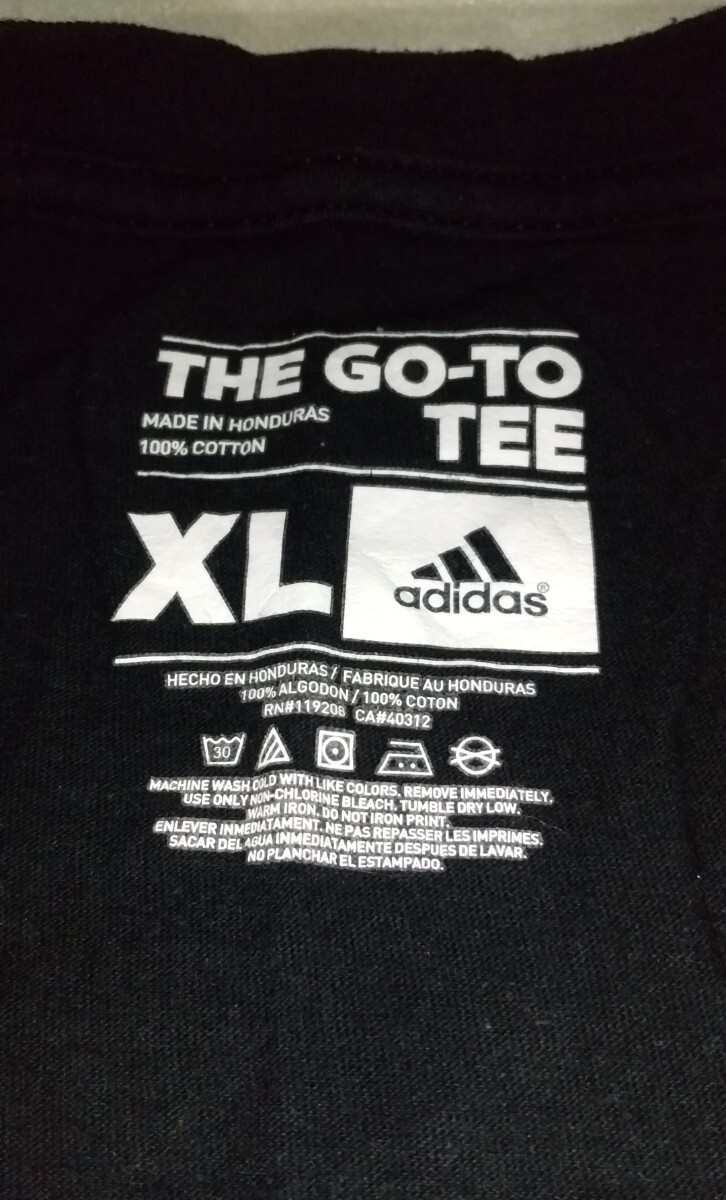 THE GO-TO
TEE
MADE IN HONDURAS
100% COTTON
XL
adidas®
HECHO EN HONDURAS / FABRIQUE AU HONDURAS
100% ALGODON / 100% COTON
RN#119208 CA#40312
30
MACHINE WASH COLD WITH LIKE COLORS. REMOVE IMMEDIATELY.
USE ONLY NON-CHLORINE BLEACH. TUMBLE DRY LOW.
WARM IRON. DO NOT IRON PRINT.
ENLEVER INMEDIATAMENT. NE PAS REPASSER LES IMPRIMES.
SACAR DEL AGUA INMEDIATAMENTE DESPUES DE LAVAR.
NO PLANCHAR EL ESTAMPADO.